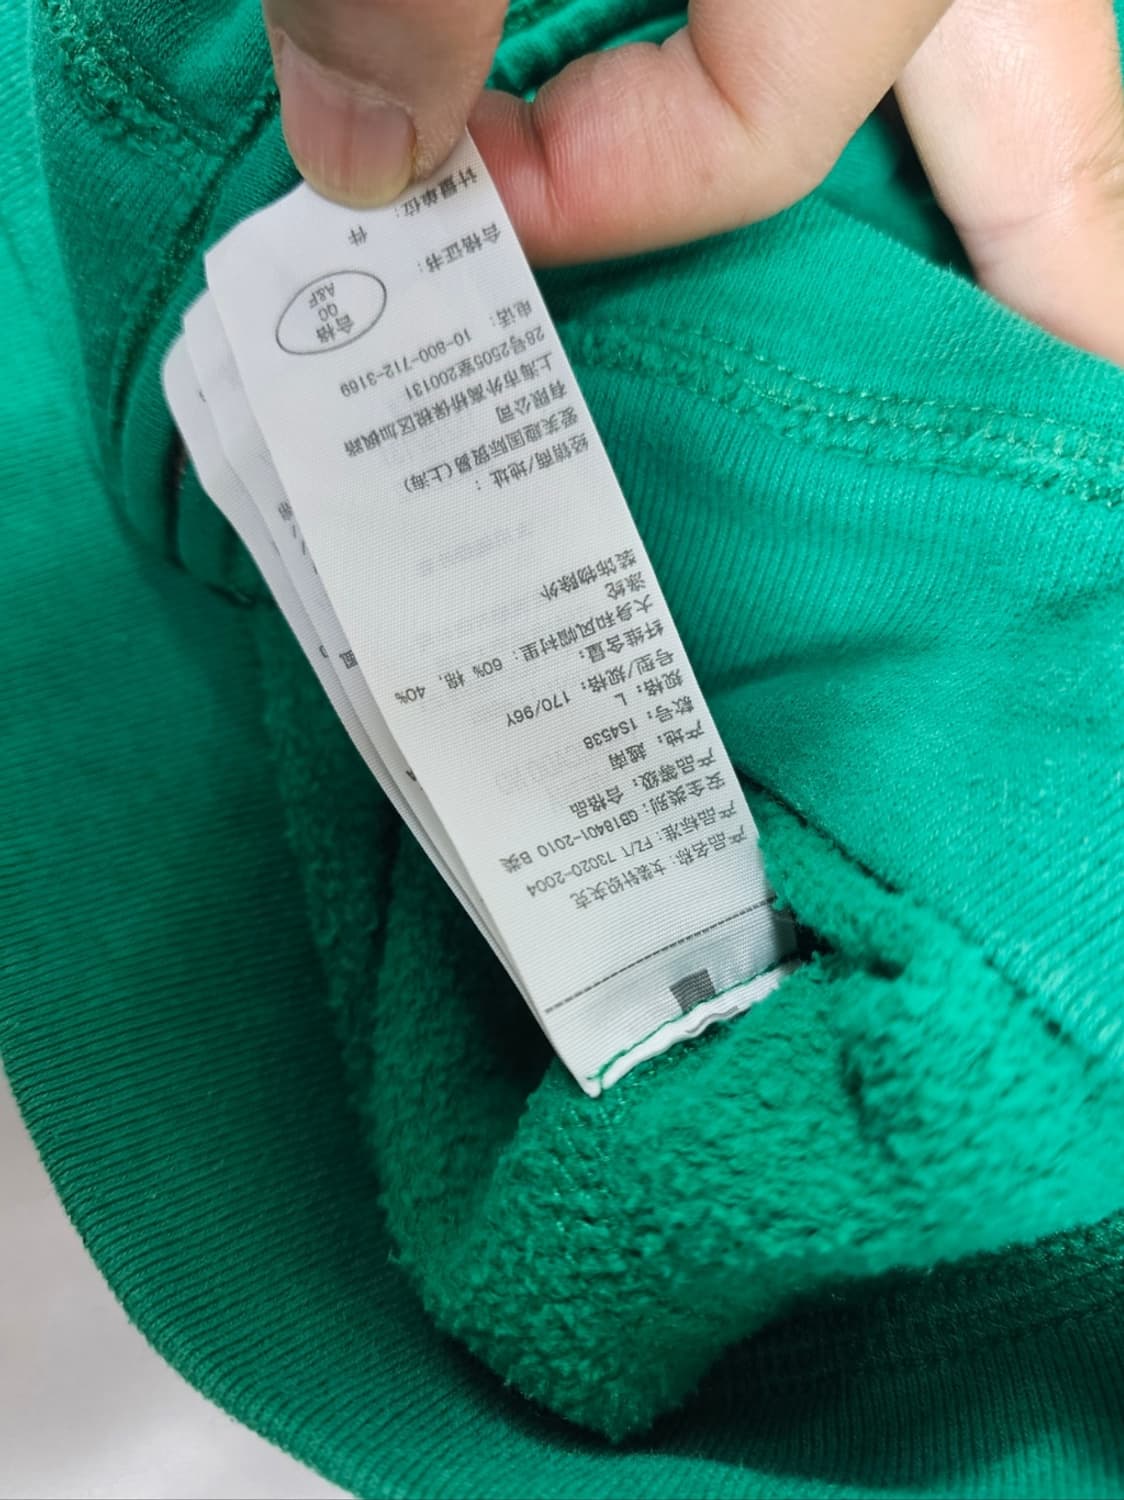 产品名称: 女装针织夹克
产品标准: FZ/T 73020-2004
安全类别: GB18401-2010 B类
产品等级: 合格品
产地: 越南
款号: 1S4538
规格: L
号型/规格: 170/96Y
纤维含量:
大身和风帽衬里: 60% 棉, 40%
涤纶
装饰物除外
经销商/地址:
爱芙趣国际贸易(上海)
有限公司
上海市外高桥保税区加枫路
28号2505室200131
电话: 10-800-712-3169
合格证书:
合格
QC
A&F
计量单位:
件